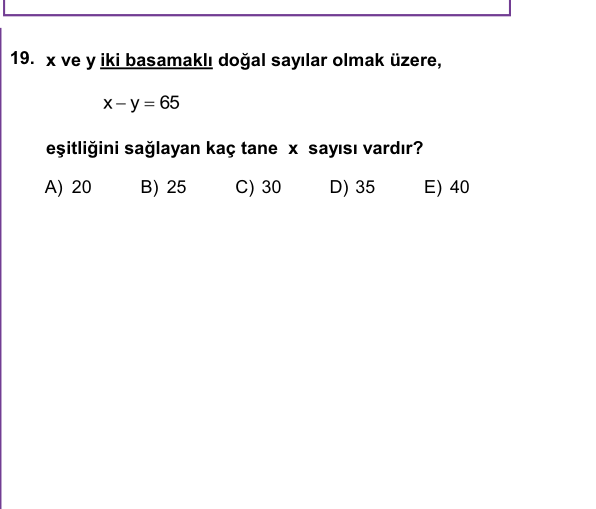 19. x ve y iki basamaklı doğal sayılar olmak üzere,
x – y = 65
eşitliğini sağlayan kaç tane x sayısı vardır?
A) 20 B) 25 C) 30 D) 35 E) 40